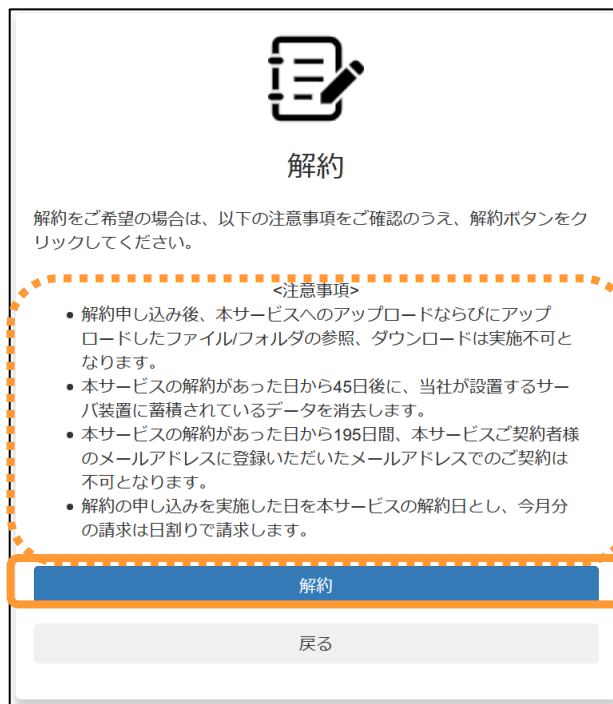 解約
解約をご希望の場合は、以下の注意事項をご確認のうえ、解約ボタンをク
リックしてください。
<注意事項>
● 解約申し込み後、本サービスへのアップロードならびにアップ
ロードしたファイル/フォルダの参照、ダウンロードは実施不可と
なります。
● 本サービスの解約があった日から45日後に、当社が設置するサー
バ装置に蓄積されているデータを消去します。
● 本サービスの解約があった日から195日間、本サービスご契約者様
のメールアドレスに登録いただいたメールアドレスでのご契約は
不可となります。
● 解約の申し込みを実施した日を本サービスの解約日とし、今月分
の請求は日割りで請求します。
解約
戻る